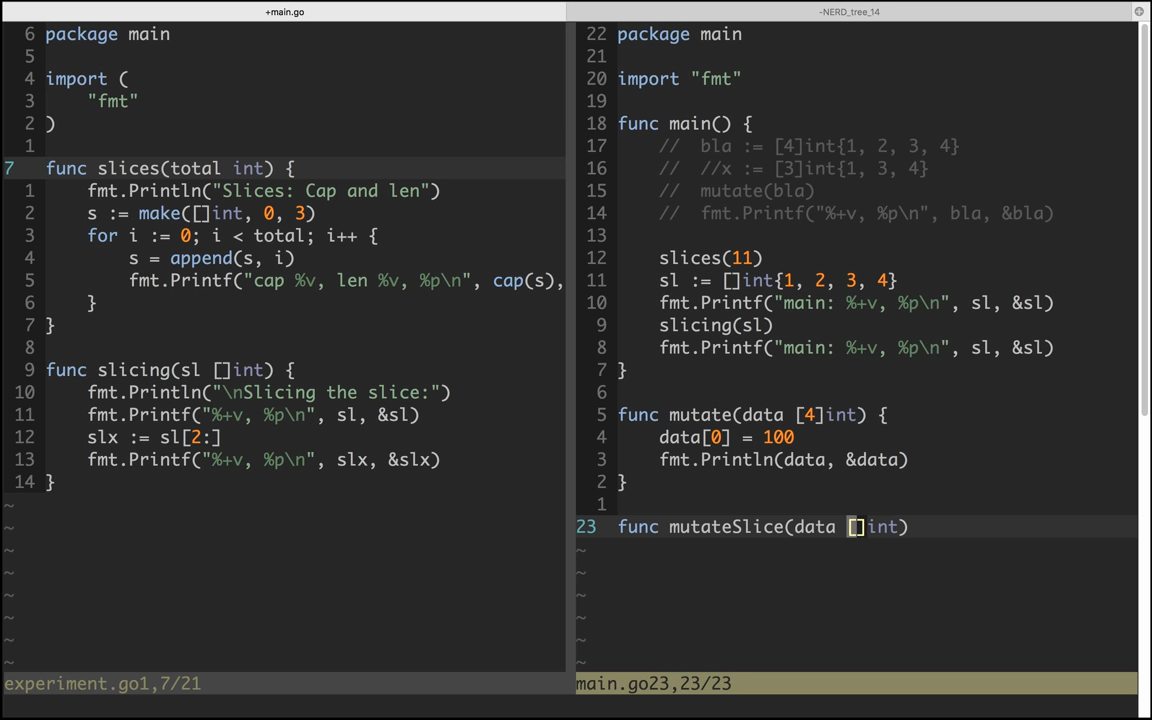 +main.go
-NERD_tree_14
6 package main
5
4 import (
3     "fmt"
2 )
1
7 func slices(total int) {
1     fmt.Println("Slices: Cap and len")
2     s := make([]int, 0, 3)
3     for i := 0; i < total; i++ {
4         s = append(s, i)
5         fmt.Printf("cap %v, len %v, %p\n", cap(s),
6     }
7 }
8
9 func slicing(sl []int) {
10     fmt.Println("\nSlicing the slice:")
11     fmt.Printf("%+v, %p\n", sl, &sl)
12     slx := sl[2:]
13     fmt.Printf("%+v, %p\n", slx, &slx)
14 }
~
~
~
~
~
~
~
~
experiment.go1,7/21
22 package main
21
20 import "fmt"
19
18 func main() {
17     //  bla := [4]int{1, 2, 3, 4}
16     //  //x := [3]int{1, 3, 4}
15     //  mutate(bla)
14     //  fmt.Printf("%+v, %p\n", bla, &bla)
13
12     slices(11)
11     sl := []int{1, 2, 3, 4}
10     fmt.Printf("main: %+v, %p\n", sl, &sl)
9     slicing(sl)
8     fmt.Printf("main: %+v, %p\n", sl, &sl)
7 }
6
5 func mutate(data [4]int) {
4     data[0] = 100
3     fmt.Println(data, &data)
2 }
1
23 func mutateSlice(data []int)
~
~
~
~
~
~
main.go23,23/23